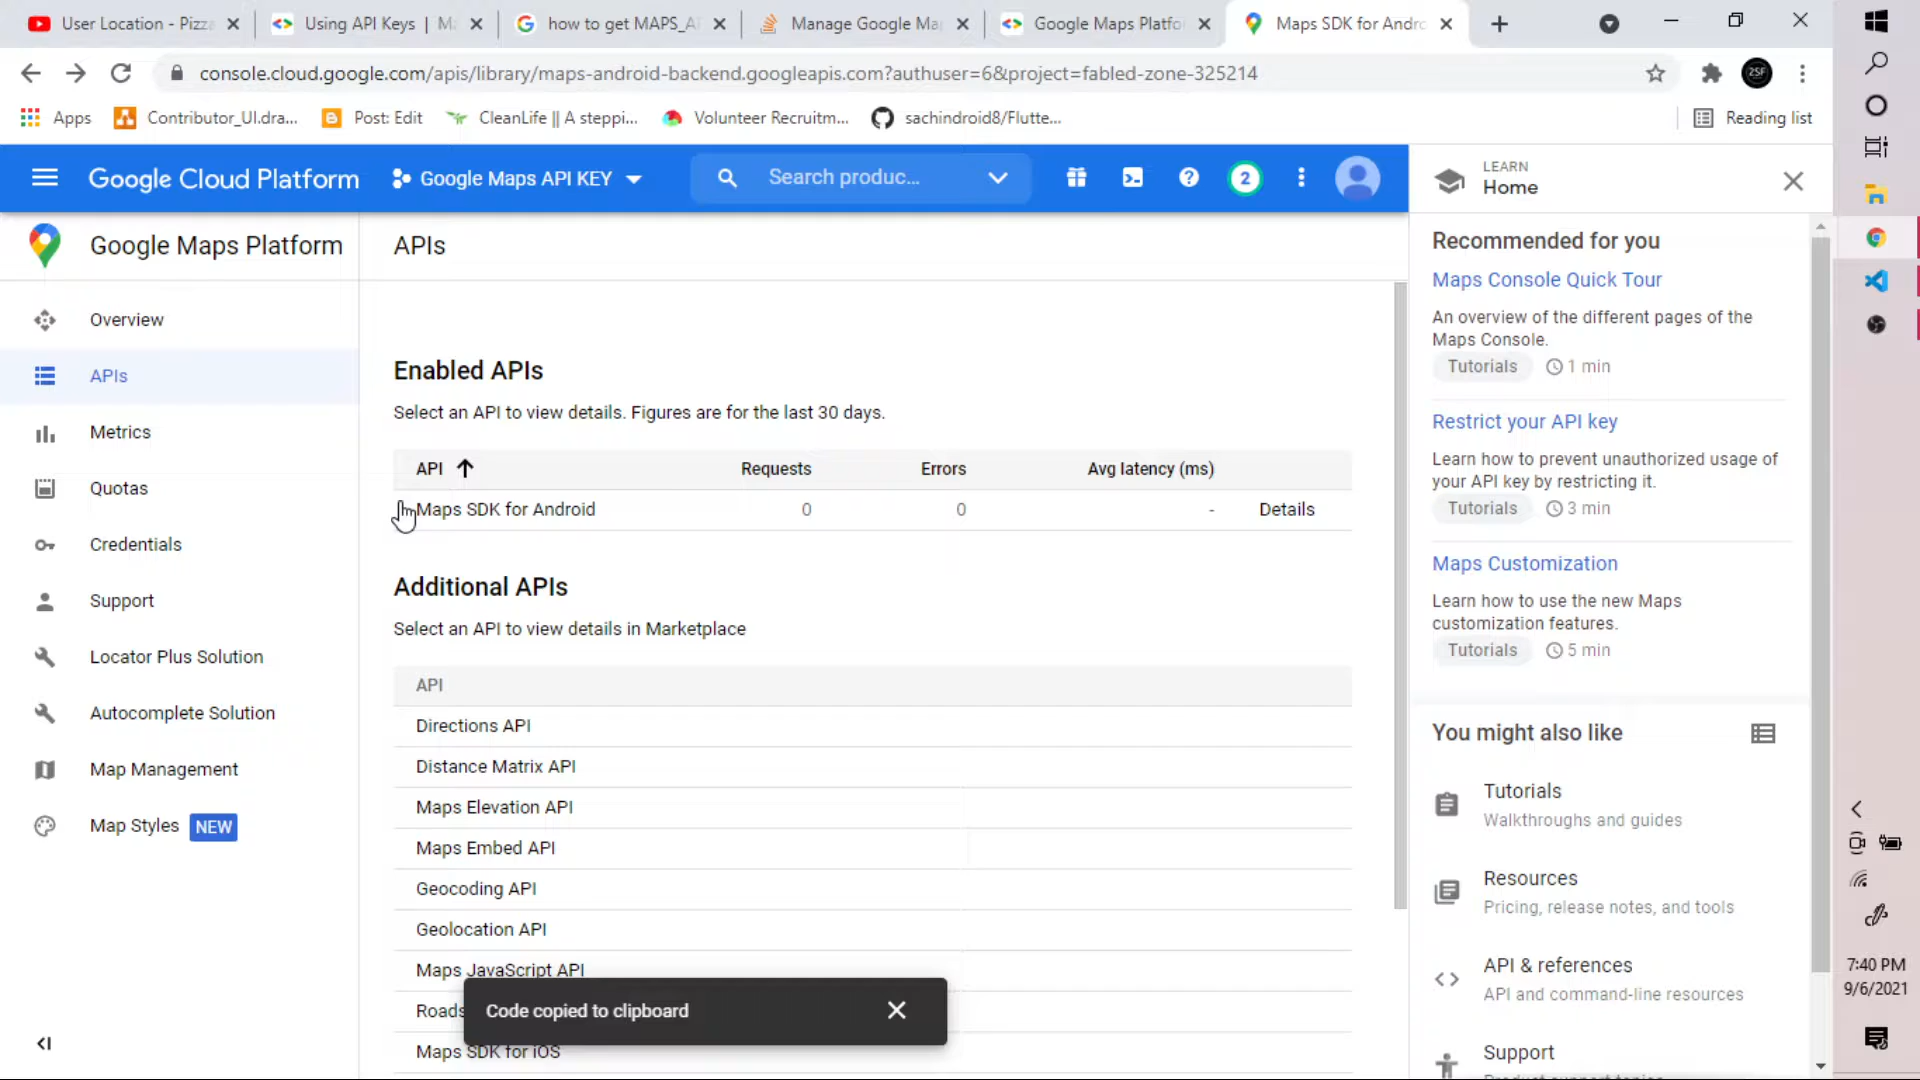 User Location - Pizza
Using API Keys | Ma
how to get MAPS_AP
Manage Google Map
Google Maps Platfo
Maps SDK for Andro
console.cloud.google.com/apis/library/maps-android-backend.googleapis.com?authuser=6&project=fabled-zone-325214
2SF
Apps
Contributor_UI.dra...
Post: Edit
CleanLife || A steppi...
Volunteer Recruitm...
sachindroid8/Flutte...
Reading list
Google Cloud Platform
Google Maps API KEY
Search produc...
2
LEARN
Home
Google Maps Platform
APIs
Overview
APIs
Metrics
Quotas
Credentials
Support
Locator Plus Solution
Autocomplete Solution
Map Management
Map Styles NEW
Enabled APIs
Select an API to view details. Figures are for the last 30 days.
API Requests Errors Avg latency (ms)
Maps SDK for Android 0 0 - Details
Additional APIs
Select an API to view details in Marketplace
API
Directions API
Distance Matrix API
Maps Elevation API
Maps Embed API
Geocoding API
Geolocation API
Maps JavaScript API
Roads
Maps SDK for iOS
Code copied to clipboard
Recommended for you
Maps Console Quick Tour
An overview of the different pages of the
Maps Console.
Tutorials 1 min
Restrict your API key
Learn how to prevent unauthorized usage of
your API key by restricting it.
Tutorials 3 min
Maps Customization
Learn how to use the new Maps
customization features.
Tutorials 5 min
You might also like
Tutorials
Walkthroughs and guides
Resources
Pricing, release notes, and tools
API & references
API and command-line resources
Support
7:40 PM
9/6/2021